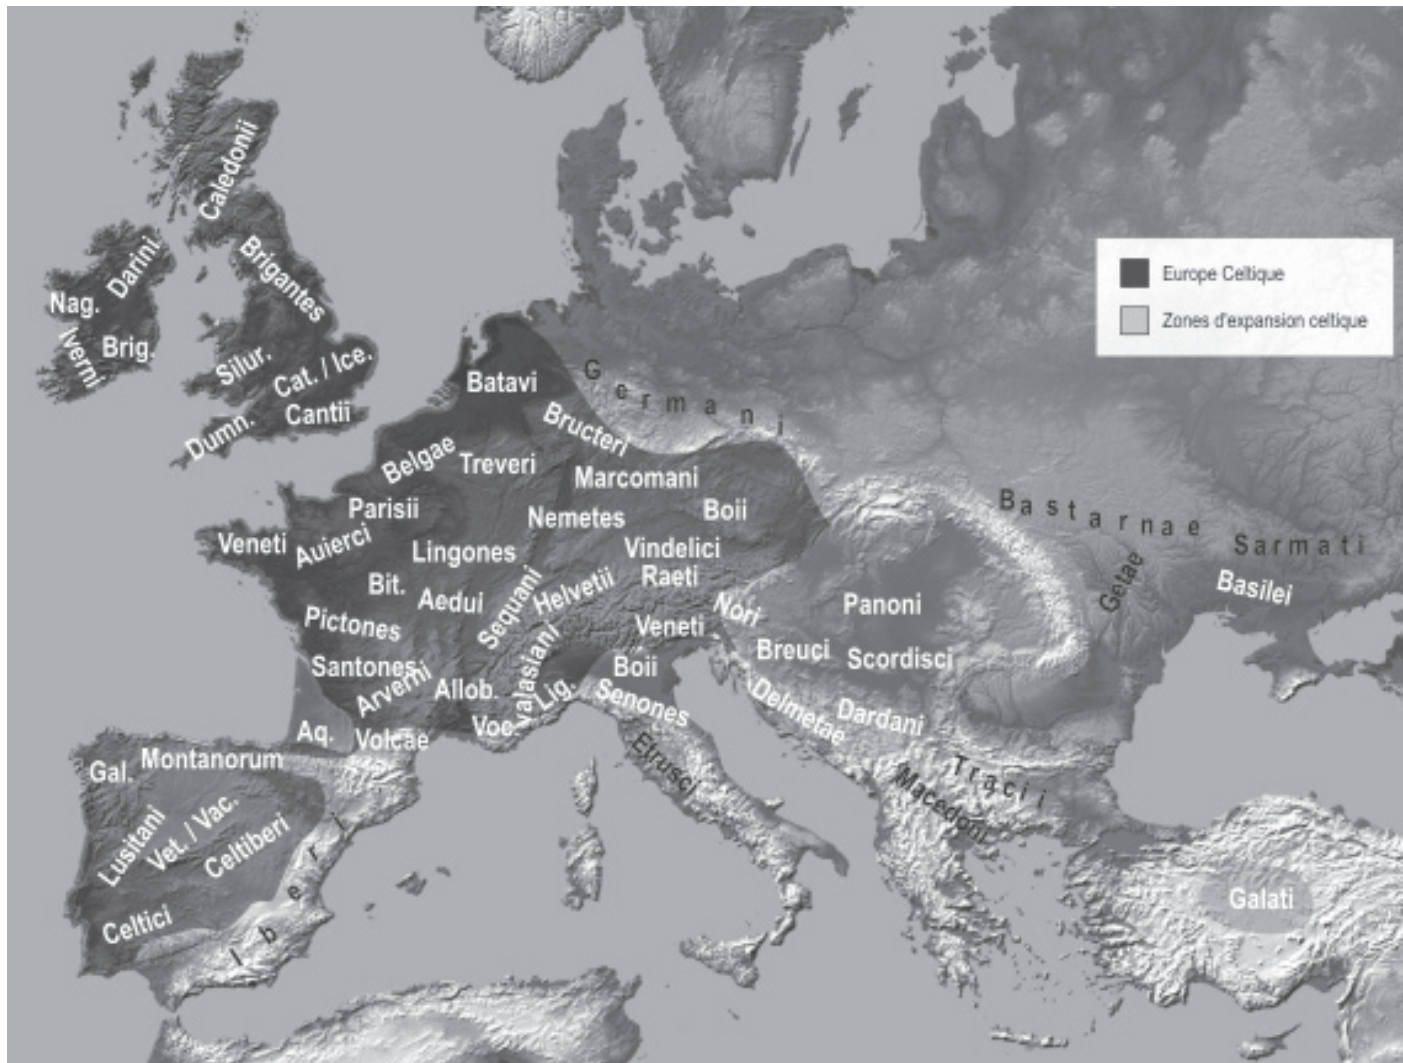 Caledonii
Darini.
Brigantes
Nag.
Iverni
Brig.
Silur.
Cat. / Ice.
Dumn.
Cantii
Europe Celtique
Zones d'expansion celtique
Batavi
Germani
Bructeri
Belgae
Treveri
Marcomani
Parisii
Nemetes
Boii
Bastarnae
Veneti
Auierci
Lingones
Vindelici
Sarmati
Bit.
Aedui
Sequani
Helvetii
Raeti
Nori
Panoni
Getae
Basilei
Pictones
Veneti
Breuci
Scordisci
Santones
Arverni
Allob.
Valasiani
Lig.
Boii
Senones
Delmetae
Dardani
Aq.
Volcae
Voc.
Etrusci
Tracii
Macedoni
Gal.
Montanorum
Lusitani
Vet. / Vac.
Celtiberi
Iberi
Celtici
Galati